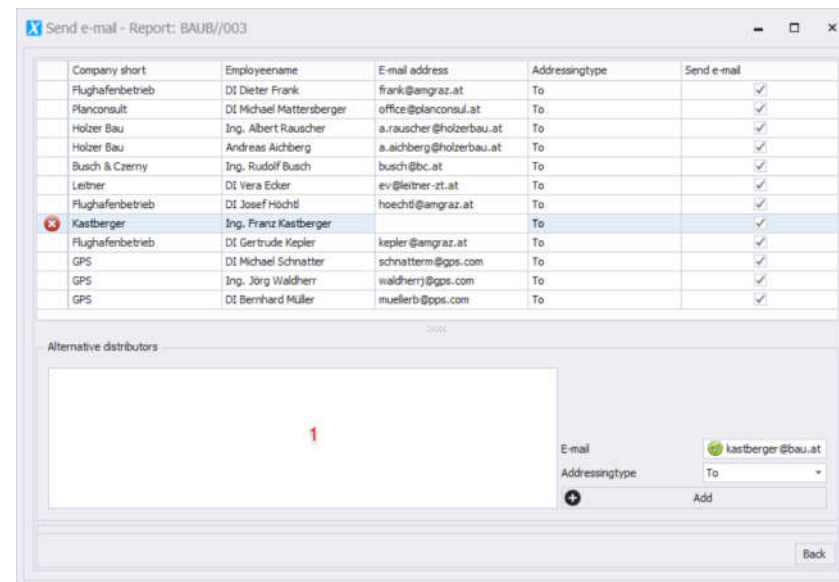 Send e-mail - Report: BAUB//003
Company short Employeename E-mail address Addressingtype Send e-mail
Flughafenbetrieb DI Dieter Frank frank@amgraz.at To
Planconsult DI Michael Mattersberger office@planconsul.at To
Holzer Bau Ing. Albert Rauscher a.rauscher@holzerbau.at To
Holzer Bau Andreas Aichberg a.aichberg@holzerbau.at To
Busch & Czerny Ing. Rudolf Busch busch@bc.at To
Leitner DI Vera Ecker ev@leitner-zt.at To
Flughafenbetrieb DI Josef Höchtl hoechtl@amgraz.at To
Kastberger Ing. Franz Kastberger To
Flughafenbetrieb DI Gertrude Kepler kepler@amgraz.at To
GPS DI Michael Schnatter schnatterm@gps.com To
GPS Ing. Jörg Waldherr waldherrj@gps.com To
GPS DI Bernhard Müller muellerb@pps.com To
Alternative distributors
1
E-mail kastberger@bau.at
Addressingtype To
Add
Back